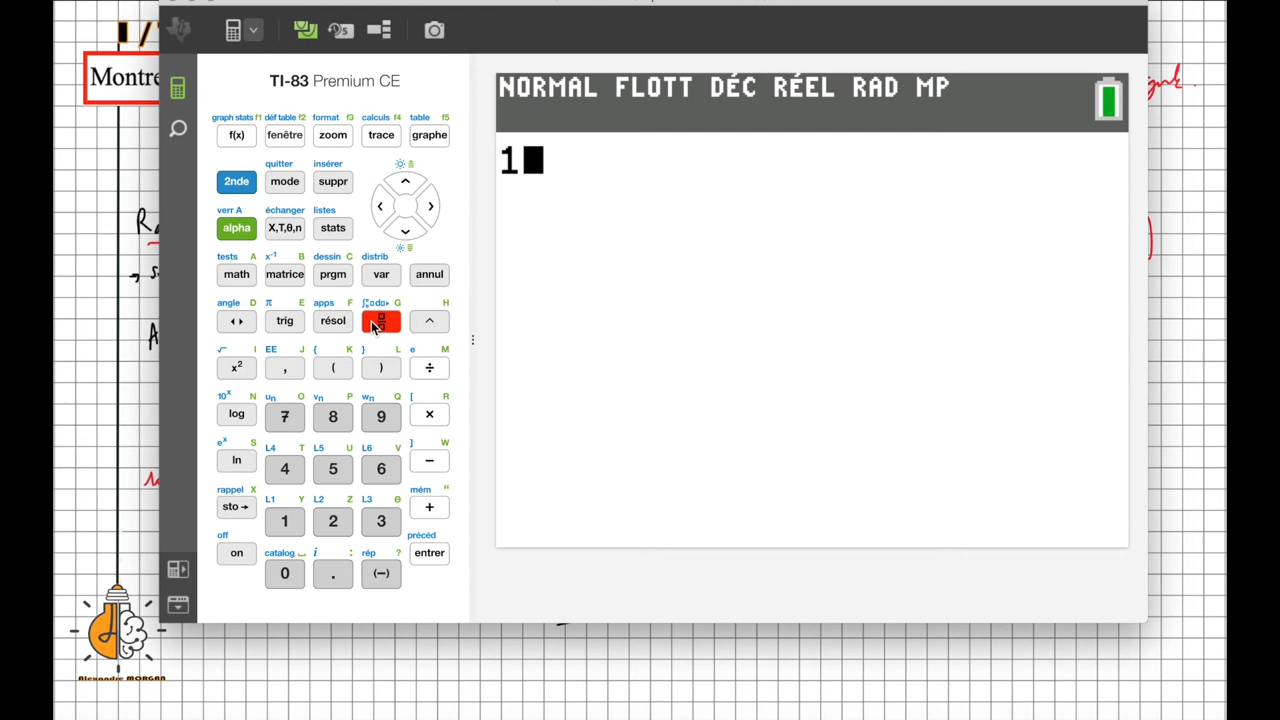 Montre
TI-83 Premium CE
NORMAL FLOTT DÉC RÉEL RAD MP
1
graph stats f1 déf table f2 format f3 calculs f4 table f5
f(x) fenêtre zoom trace graphe
quitter insérer
2nde mode suppr
verr A échanger listes
alpha X,T,θ,n stats
tests A x-1 B dessin C distrib
math matrice prgm var annul
angle D π E apps F G H
trig résol ^
√ I EE J { K } L e M
x² , ( ) ÷
10x N un O vn P wn Q [ R
log 7 8 9 ×
ex S L4 T L5 U L6 V ] W
ln 4 5 6 −
rappel X L1 Y L2 Z L3 θ mém "
sto → 1 2 3 +
off catalog i : rép ? précéd
on 0 . (−) entrer
Alexandre MORGAN